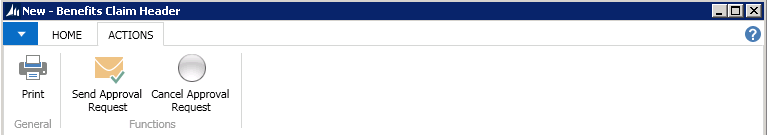 New - Benefits Claim Header
HOME ACTIONS
?
Print
Send Approval
Request
Cancel Approval
Request
General
Functions